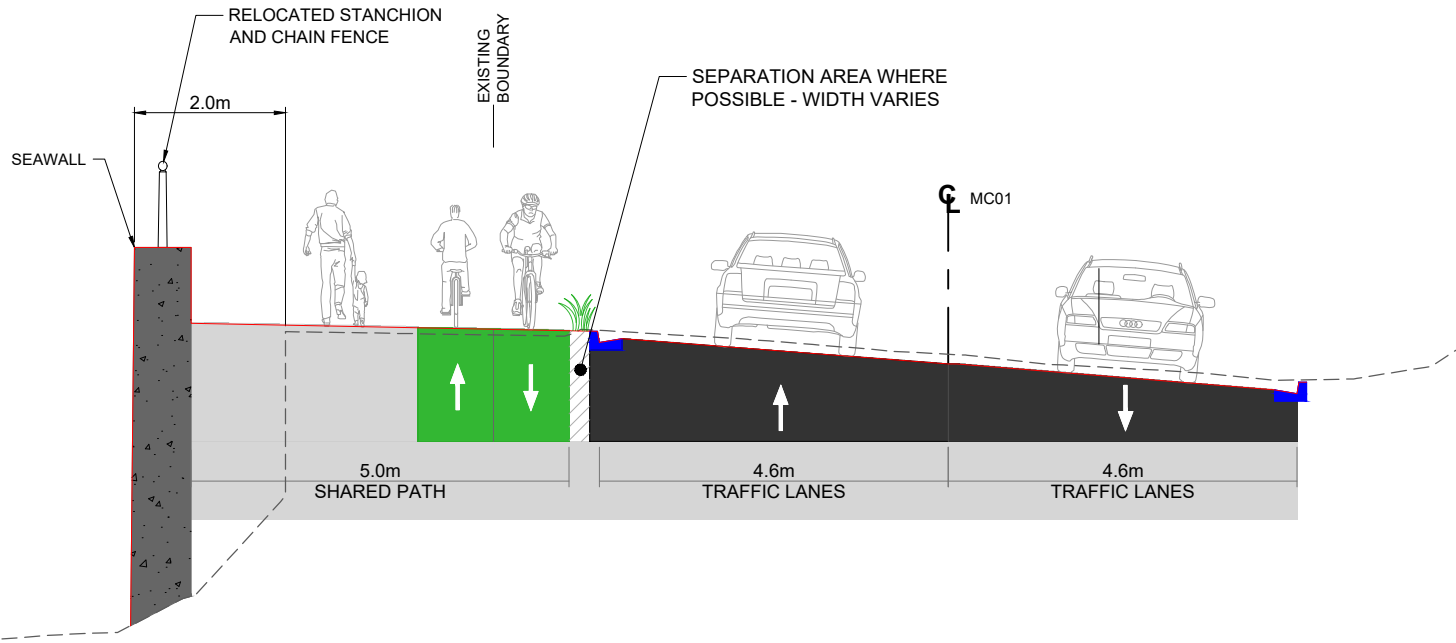 RELOCATED STANCHION
AND CHAIN FENCE
EXISTING
BOUNDARY
SEPARATION AREA WHERE
POSSIBLE - WIDTH VARIES
2.0m
SEAWALL
CL MC01
5.0m
SHARED PATH
4.6m
TRAFFIC LANES
4.6m
TRAFFIC LANES